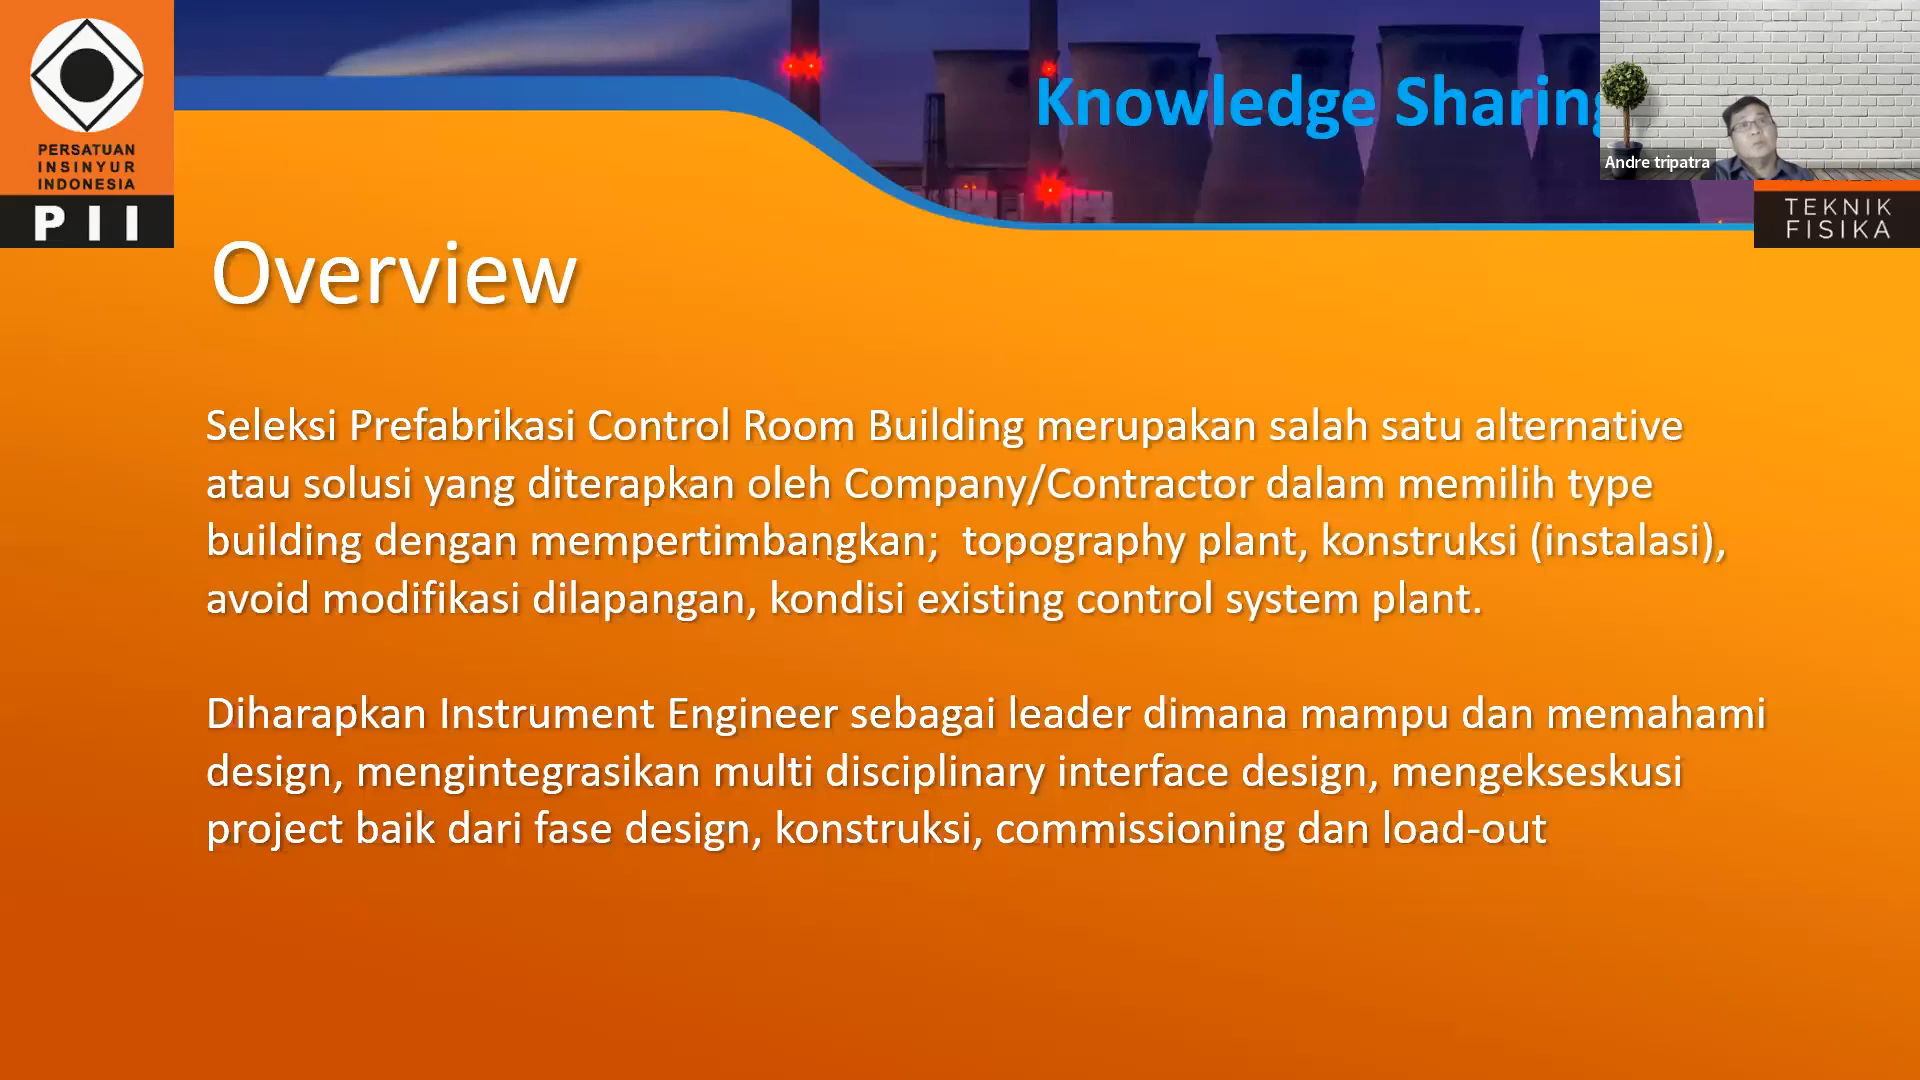 PERSATUAN
INSINYUR
INDONESIA
PII
Knowledge Sharing
Andre tripatra
TEKNIK
FISIKA
Overview
Seleksi Prefabrikasi Control Room Building merupakan salah satu alternative
atau solusi yang diterapkan oleh Company/Contractor dalam memilih type
building dengan mempertimbangkan;  topography plant, konstruksi (instalasi),
avoid modifikasi dilapangan, kondisi existing control system plant.
Diharapkan Instrument Engineer sebagai leader dimana mampu dan memahami
design, mengintegrasikan multi disciplinary interface design, mengekseskusi
project baik dari fase design, konstruksi, commissioning dan load-out